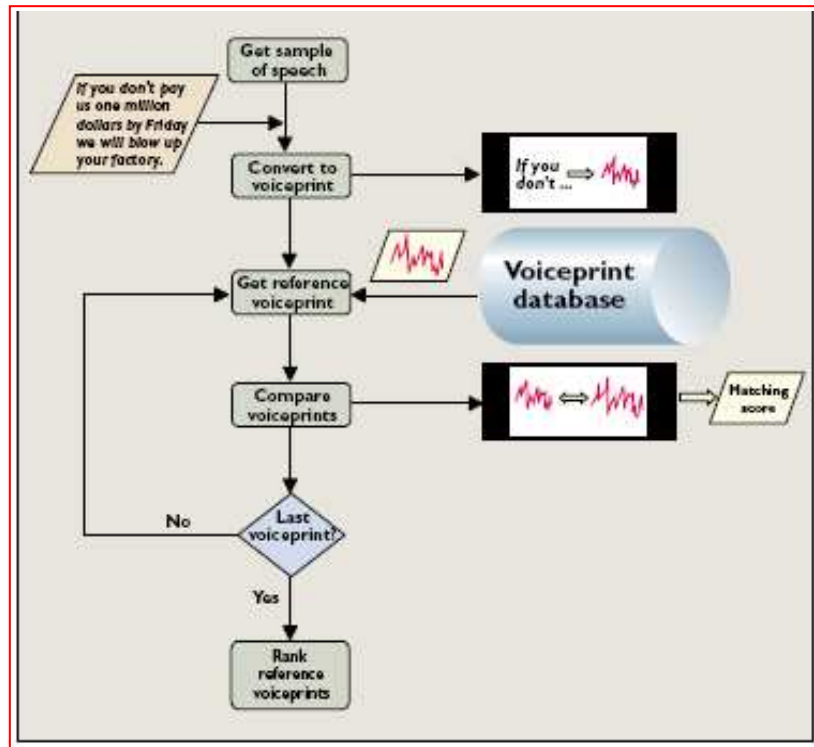 Get sample
of speech
If you don't pay
us one million
dollars by Friday
we will blow up
your factory.
Convert to
voiceprint
If you
don't ...
Get reference
voiceprint
Voiceprint
database
Compare
voiceprints
Matching
score
Last
voiceprint?
No
Yes
Rank
reference
voiceprints